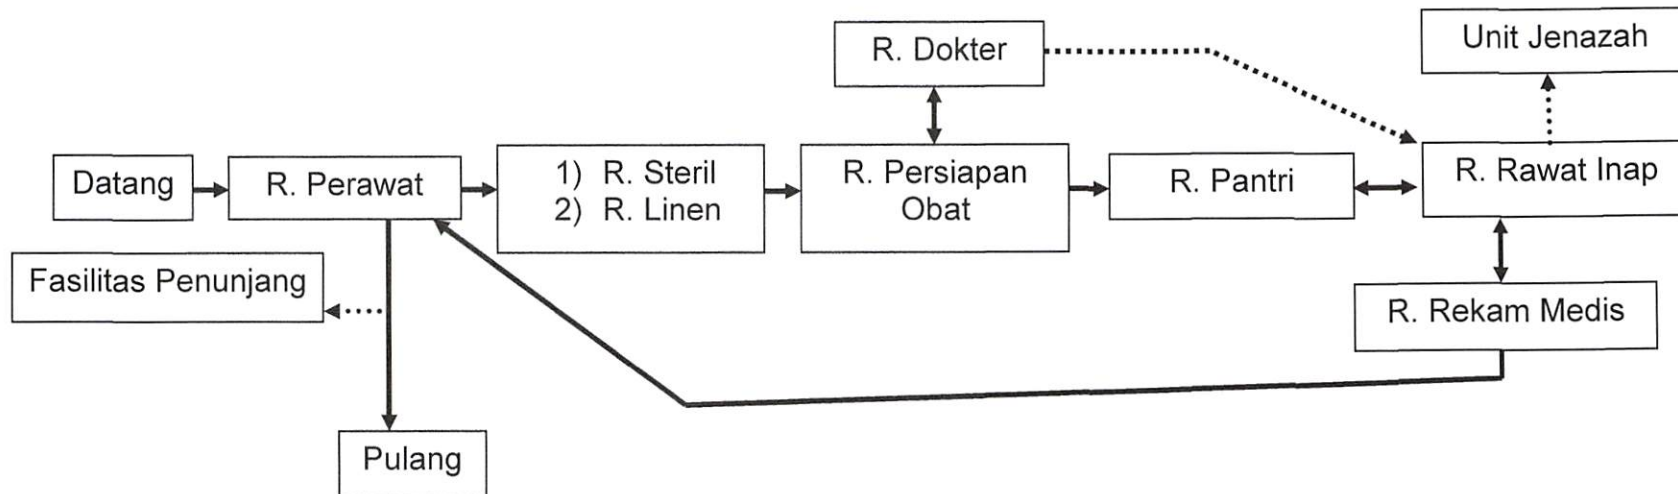 R. Dokter
Unit Jenazah
Datang
R. Perawat
1) R. Steril
2) R. Linen
R. Persiapan
Obat
R. Pantri
R. Rawat Inap
Fasilitas Penunjang
R. Rekam Medis
Pulang